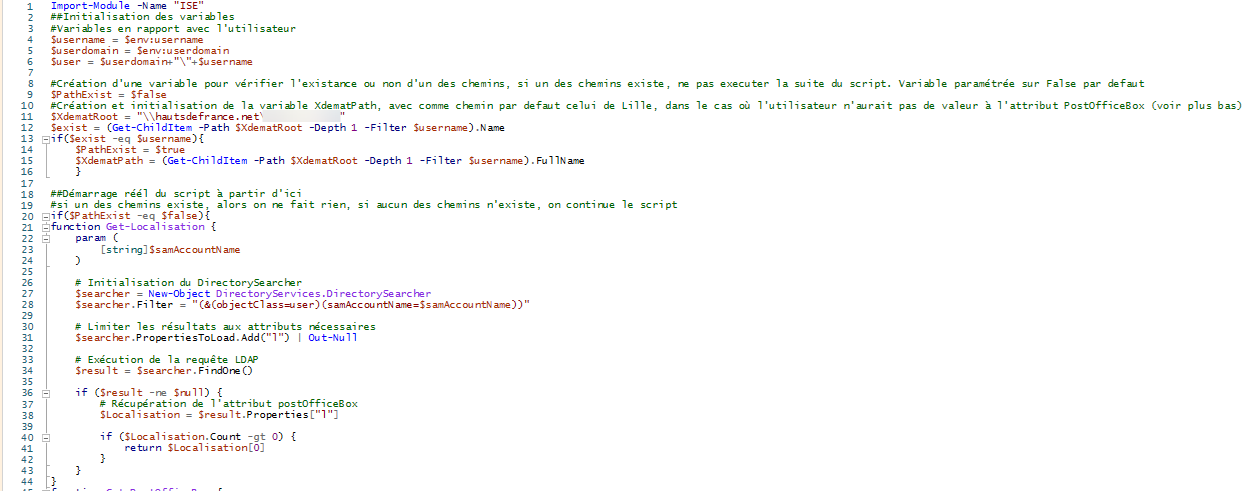 1 Import-Module -Name "ISE"
2 ##Initialisation des variables
3 #Variables en rapport avec l'utilisateur
4 $username = $env:username
5 $userdomain = $env:userdomain
6 $user = $userdomain+"\"+$username
7
8 #Création d'une variable pour vérifier l'existance ou non d'un des chemins, si un des chemins existe, ne pas executer la suite du script. Variable paramétrée sur False par defaut
9 $PathExist = $false
10 #Création et initialisation de la variable XdematPath, avec comme chemin par defaut celui de Lille, dans le cas où l'utilisateur n'aurait pas de valeur à l'attribut PostOfficeBox (voir plus bas)
11 $XdematRoot = "\\hautsdefrance.net\ "
12 $exist = (Get-ChildItem -Path $XdematRoot -Depth 1 -Filter $username).Name
13 if($exist -eq $username){
14 $PathExist = $true
15 $XdematPath = (Get-ChildItem -Path $XdematRoot -Depth 1 -Filter $username).FullName
16 }
17
18 ##Démarrage réél du script à partir d'ici
19 #si un des chemins existe, alors on ne fait rien, si aucun des chemins n'existe, on continue le script
20 if($PathExist -eq $false){
21 function Get-Localisation {
22 param (
23 [string]$samAccountName
24 )
25
26 # Initialisation du DirectorySearcher
27 $searcher = New-Object DirectoryServices.DirectorySearcher
28 $searcher.Filter = "(&(objectClass=user)(samAccountName=$samAccountName))"
29
30 # Limiter les résultats aux attributs nécessaires
31 $searcher.PropertiesToLoad.Add("l") | Out-Null
32
33 # Exécution de la requête LDAP
34 $result = $searcher.FindOne()
35
36 if ($result -ne $null) {
37 # Récupération de l'attribut postOfficeBox
38 $Localisation = $result.Properties["l"]
39
40 if ($Localisation.Count -gt 0) {
41 return $Localisation[0]
42 }
43 }
44 }